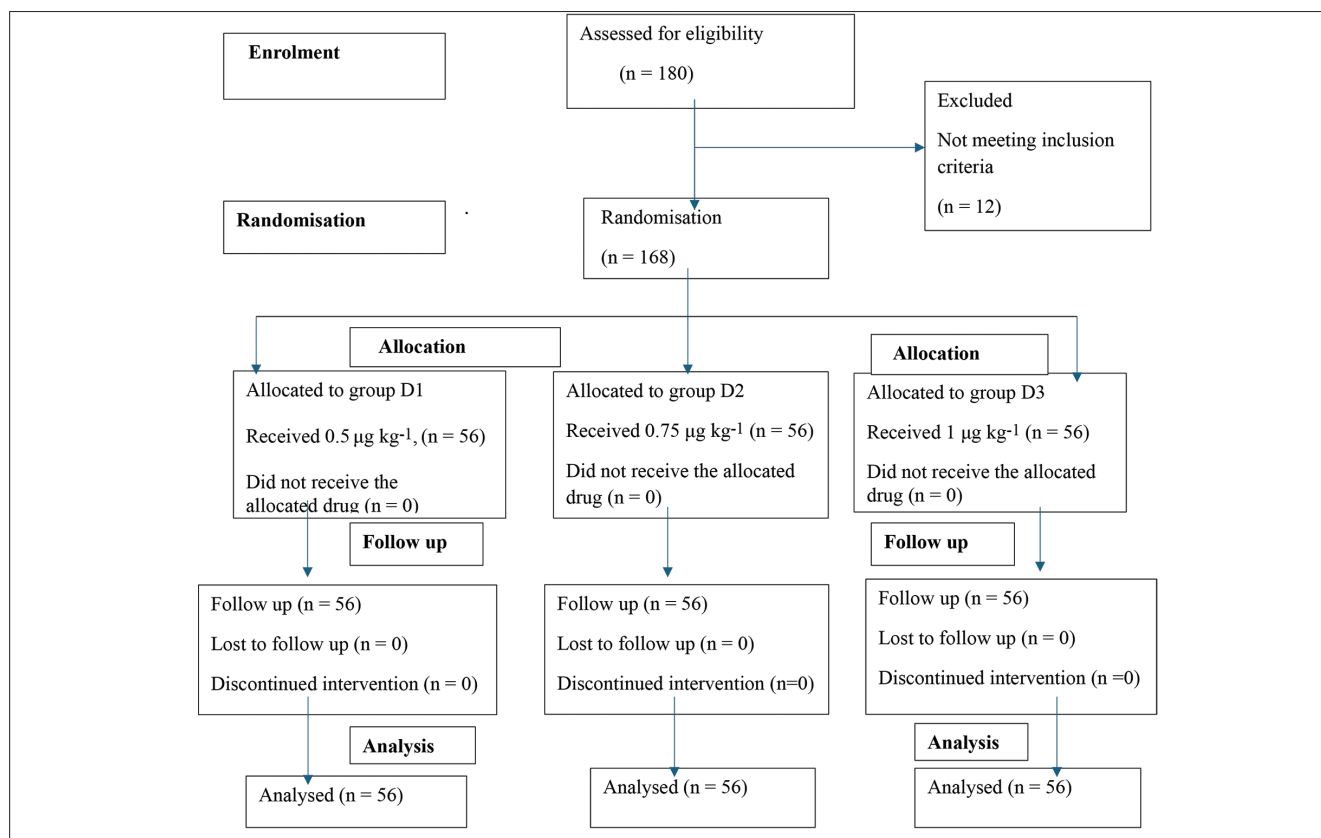 Enrolment
Assessed for eligibility
(n = 180)
Excluded
Not meeting inclusion
criteria
(n = 12)
Randomisation
.
Randomisation
(n = 168)
Allocation
Allocation
Allocated to group D1
Received 0.5 µg kg⁻¹, (n = 56)
Did not receive the
allocated drug (n = 0)
Allocated to group D2
Received 0.75 µg kg⁻¹ (n = 56)
Did not receive the allocated
drug (n = 0)
Allocated to group D3
Received 1 µg kg⁻¹ (n = 56)
Did not receive the allocated
drug (n = 0)
Follow up
Follow up
Follow up (n = 56)
Lost to follow up (n = 0)
Discontinued intervention (n = 0)
Follow up (n = 56)
Lost to follow up (n = 0)
Discontinued intervention (n=0)
Follow up (n = 56)
Lost to follow up (n = 0)
Discontinued intervention (n =0)
Analysis
Analysis
Analysed (n = 56)
Analysed (n = 56)
Analysed (n = 56)